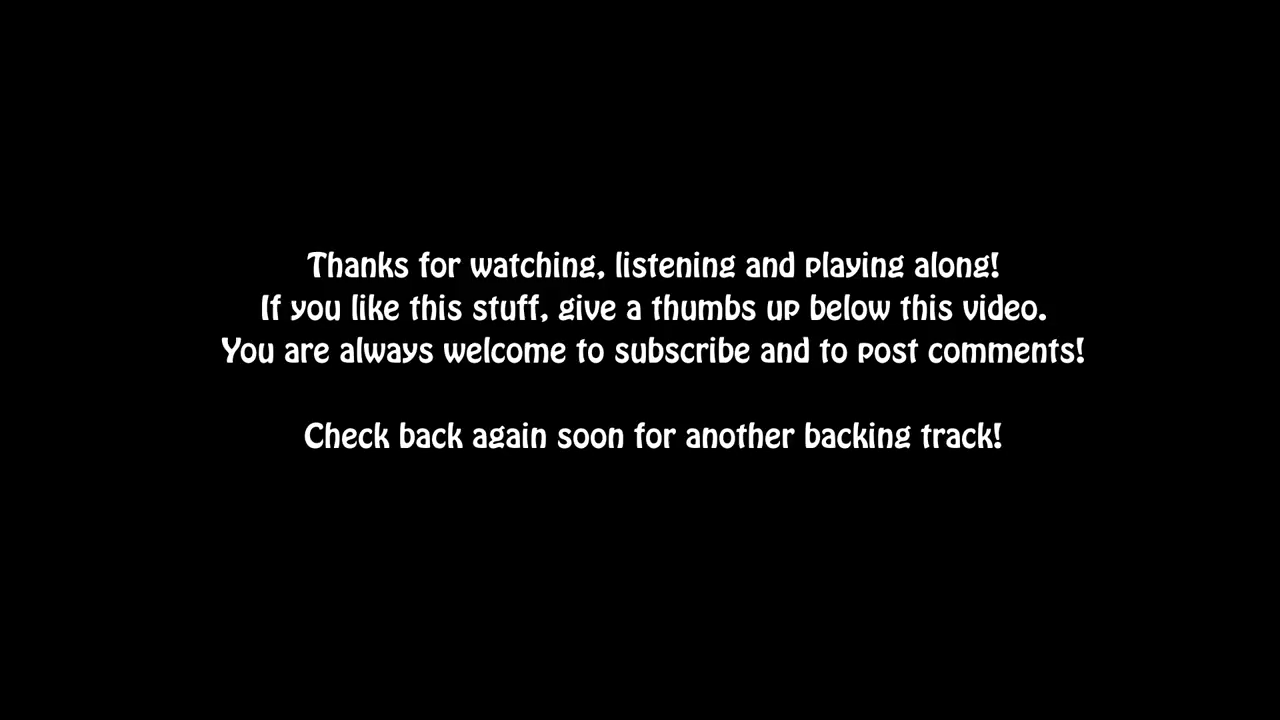 Thanks for watching, listening and playing along!
If you like this stuff, give a thumbs up below this video.
You are always welcome to subscribe and to post comments!
Check back again soon for another backing track!